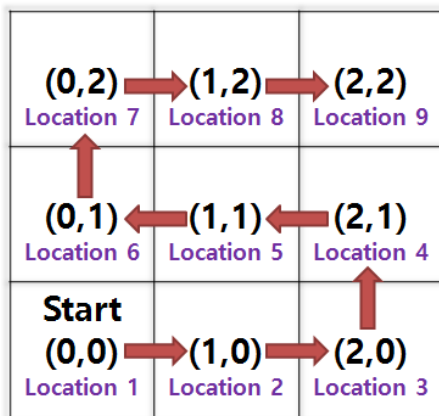 (0,2) (1,2) (2,2)
Location 7 Location 8 Location 9
(0,1) (1,1) (2,1)
Location 6 Location 5 Location 4
Start
(0,0) (1,0) (2,0)
Location 1 Location 2 Location 3